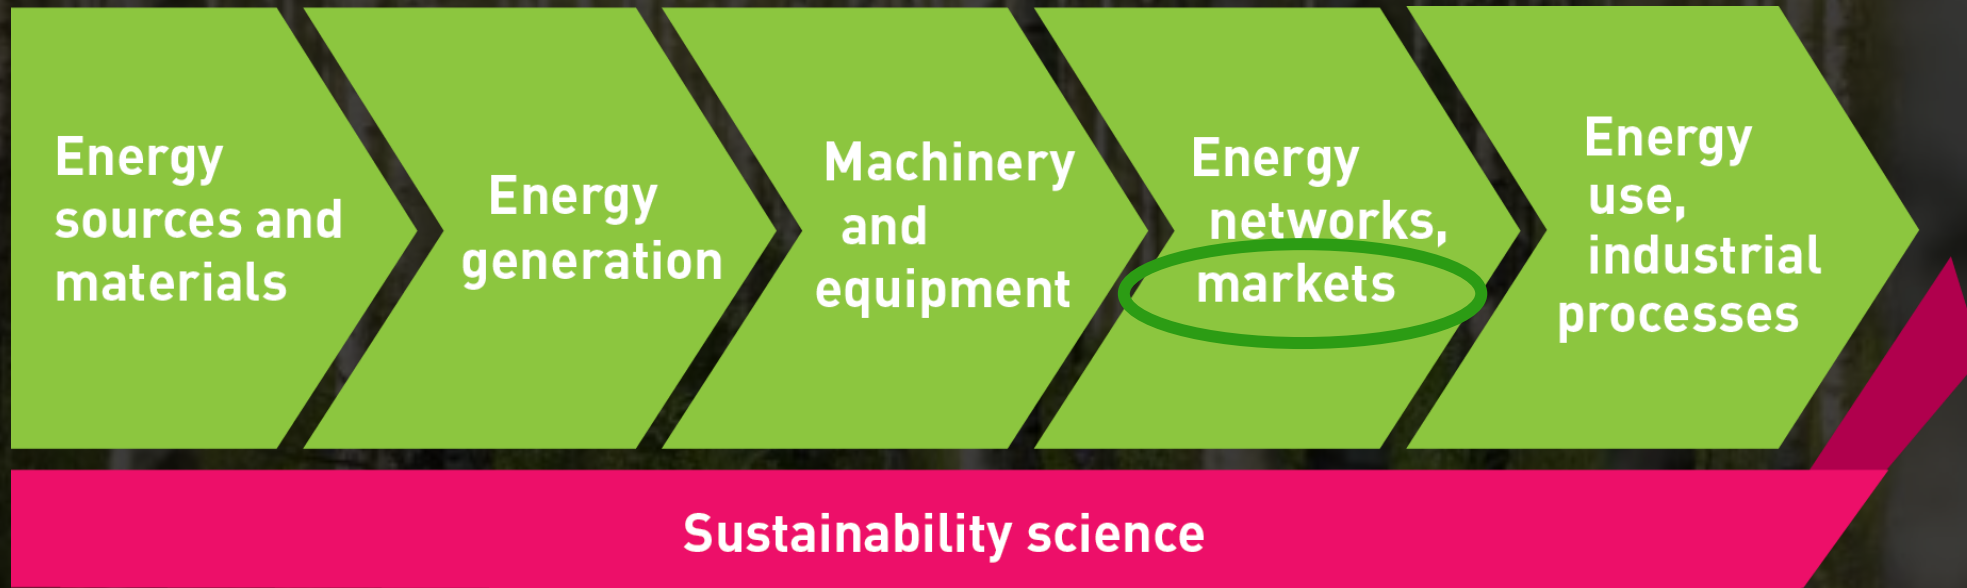 Energy
sources and
materials
Energy
generation
Machinery
and
equipment
Energy
networks,
markets
Energy
use,
industrial
processes
Sustainability science